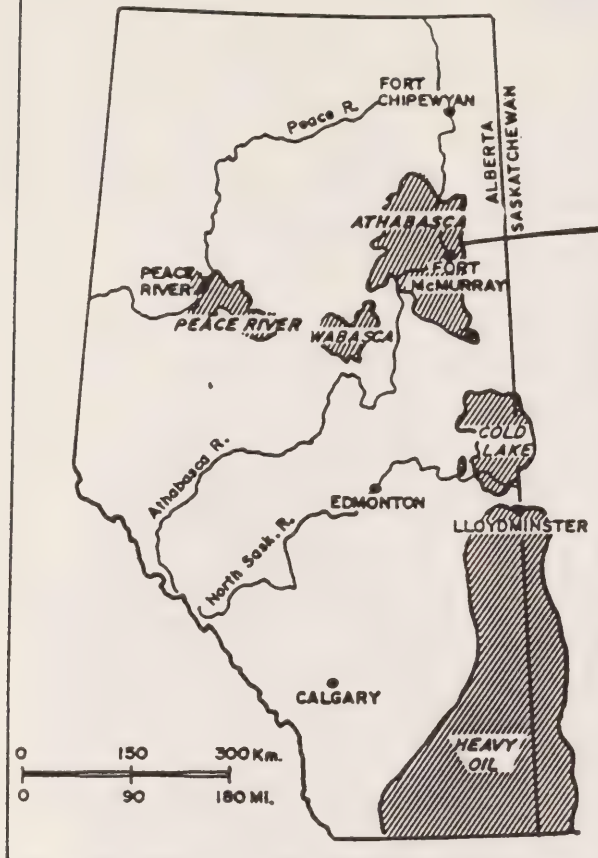 FORT
CHIPEWYAN
Peace R.
ALBERTA
SASKATCHEWAN
ATHABASCA
PEACE
RIVER
FORT
McMURRAY
PEACE RIVER
WABASCA
COLD
LAKE
Athabasca R.
EDMONTON
LLOYDMINSTER
North Sask. R.
CALGARY
HEAVY
OIL
0 150 300 Km.
0 90 180 MI.